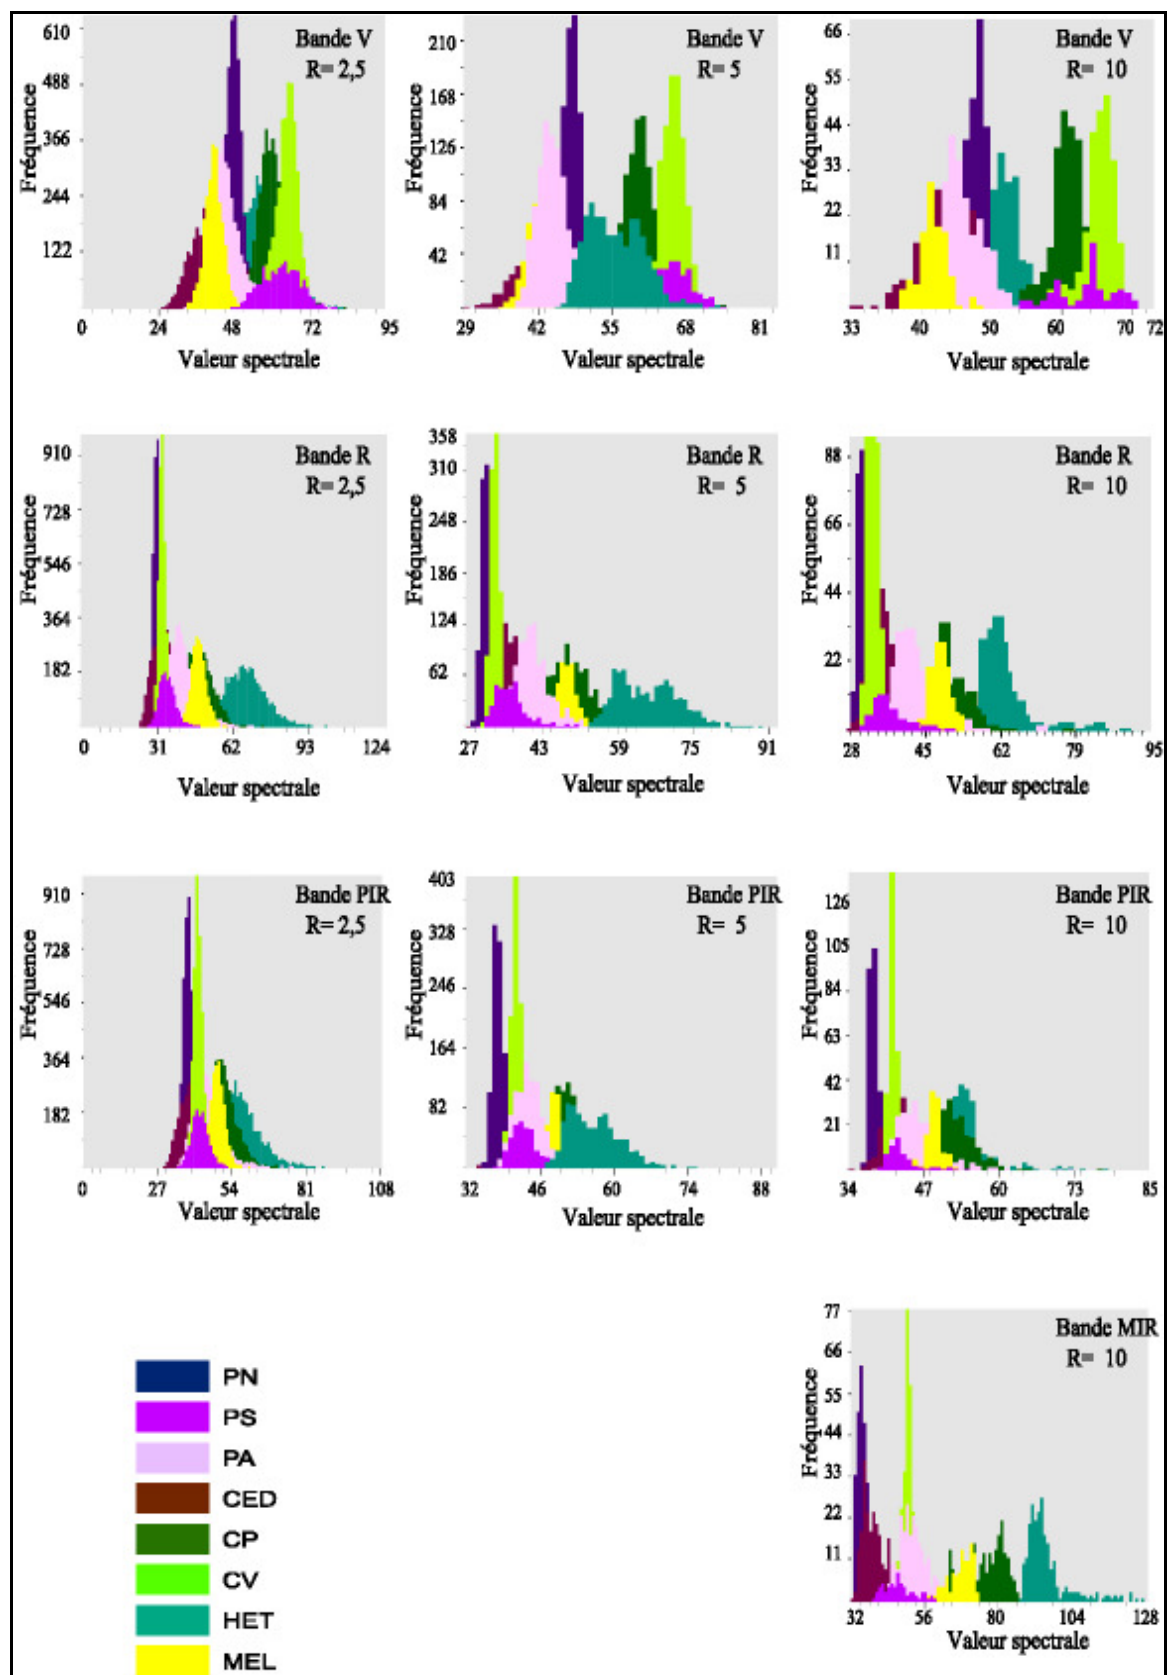 Bande V
R= 2,5
Fréquence
610
488
366
244
122
0 24 48 72 95
Valeur spectrale
Bande V
R= 5
Fréquence
210
168
126
84
42
29 42 55 68 81
Valeur spectrale
Bande V
R= 10
Fréquence
66
55
44
33
22
11
33 40 50 60 70 72
Valeur spectrale
Bande R
R= 2,5
Fréquence
910
728
546
364
182
0 31 62 93 124
Valeur spectrale
Bande R
R= 5
Fréquence
358
310
248
186
124
62
27 43 59 75 91
Valeur spectrale
Bande R
R= 10
Fréquence
88
66
44
22
28 45 62 79 95
Valeur spectrale
Bande PIR
R= 2,5
Fréquence
910
728
546
364
182
0 27 54 81 108
Valeur spectrale
Bande PIR
R= 5
Fréquence
403
328
246
164
82
32 46 60 74 88
Valeur spectrale
Bande PIR
R= 10
Fréquence
126
105
84
63
42
21
34 47 60 73 85
Valeur spectrale
Bande MIR
R= 10
Fréquence
77
66
55
44
33
22
11
32 56 80 104 128
Valeur spectrale
PN
PS
PA
CED
CP
CV
HET
MEL